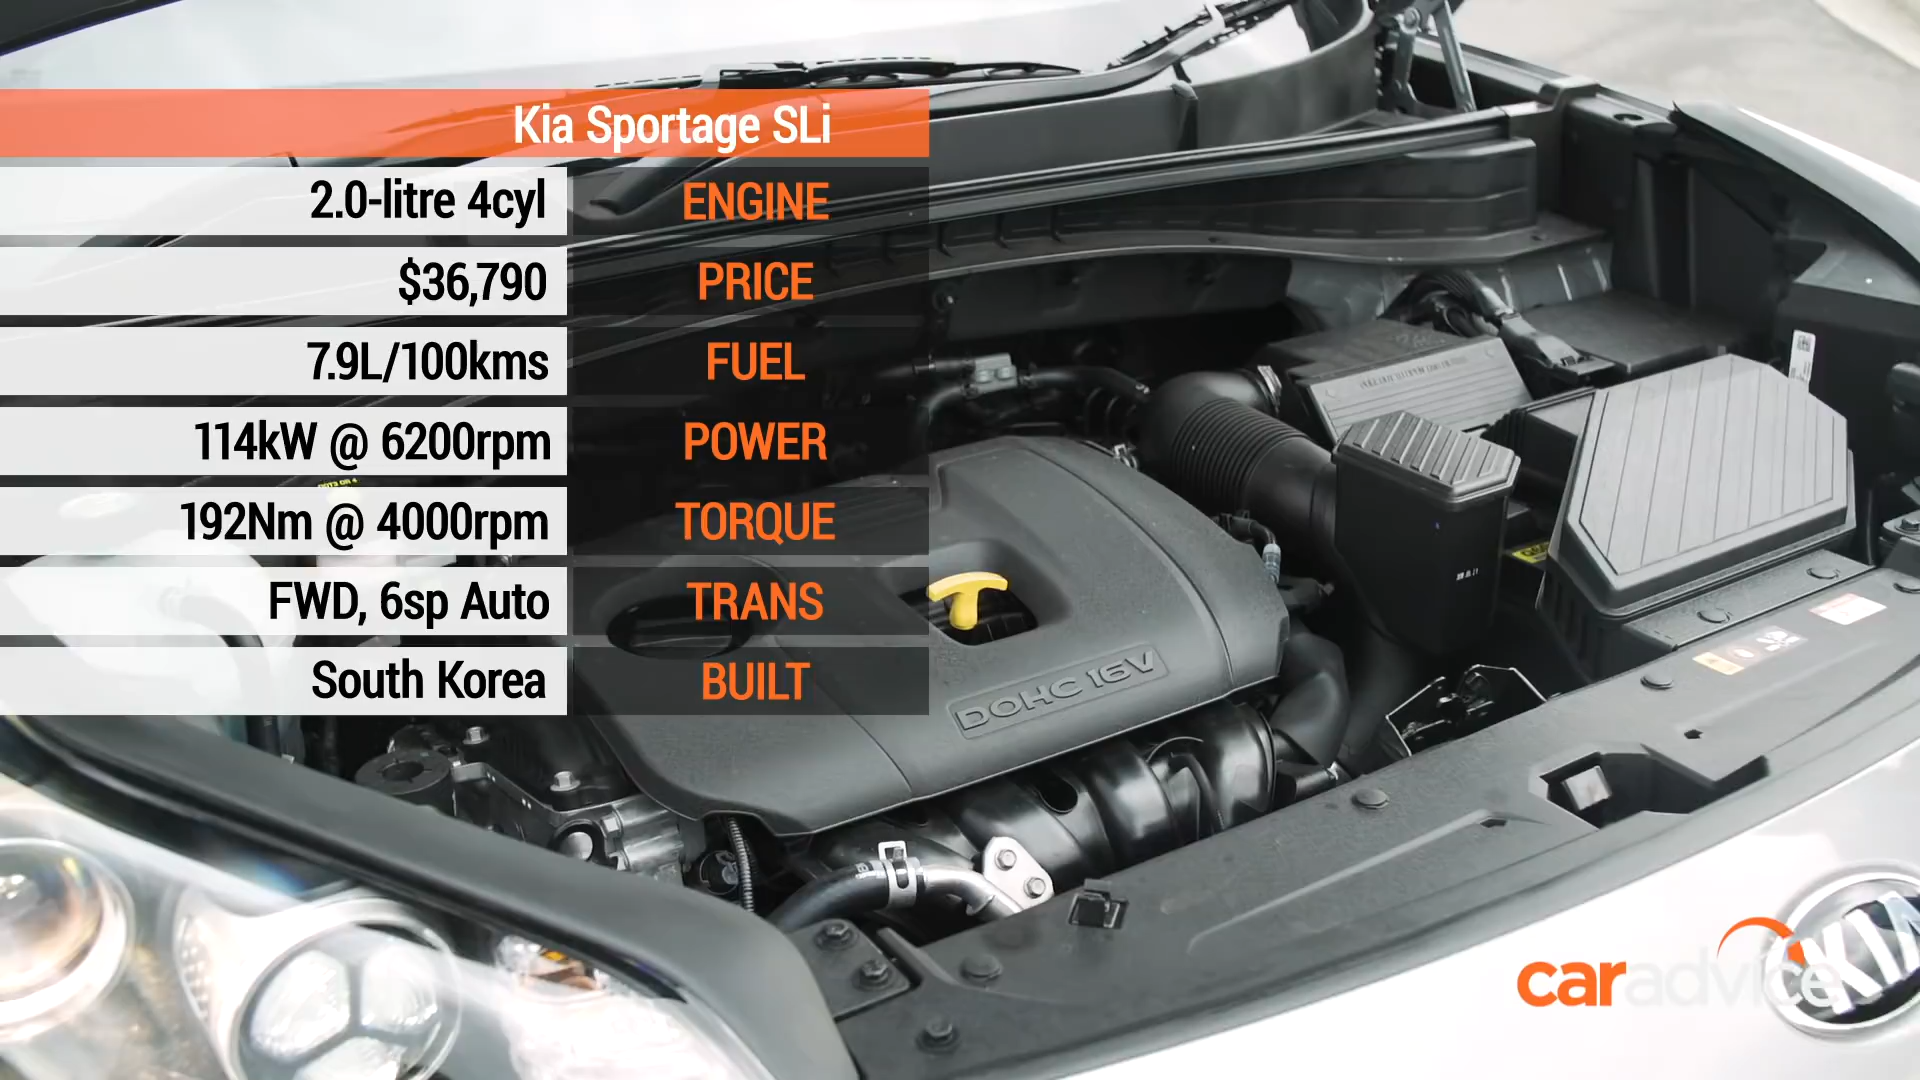 Kia Sportage SLi
2.0-litre 4cyl ENGINE
$36,790 PRICE
7.9L/100kms FUEL
114kW @ 6200rpm POWER
192Nm @ 4000rpm TORQUE
FWD, 6sp Auto TRANS
South Korea BUILT
DOHC 16V
KIA
caradvice